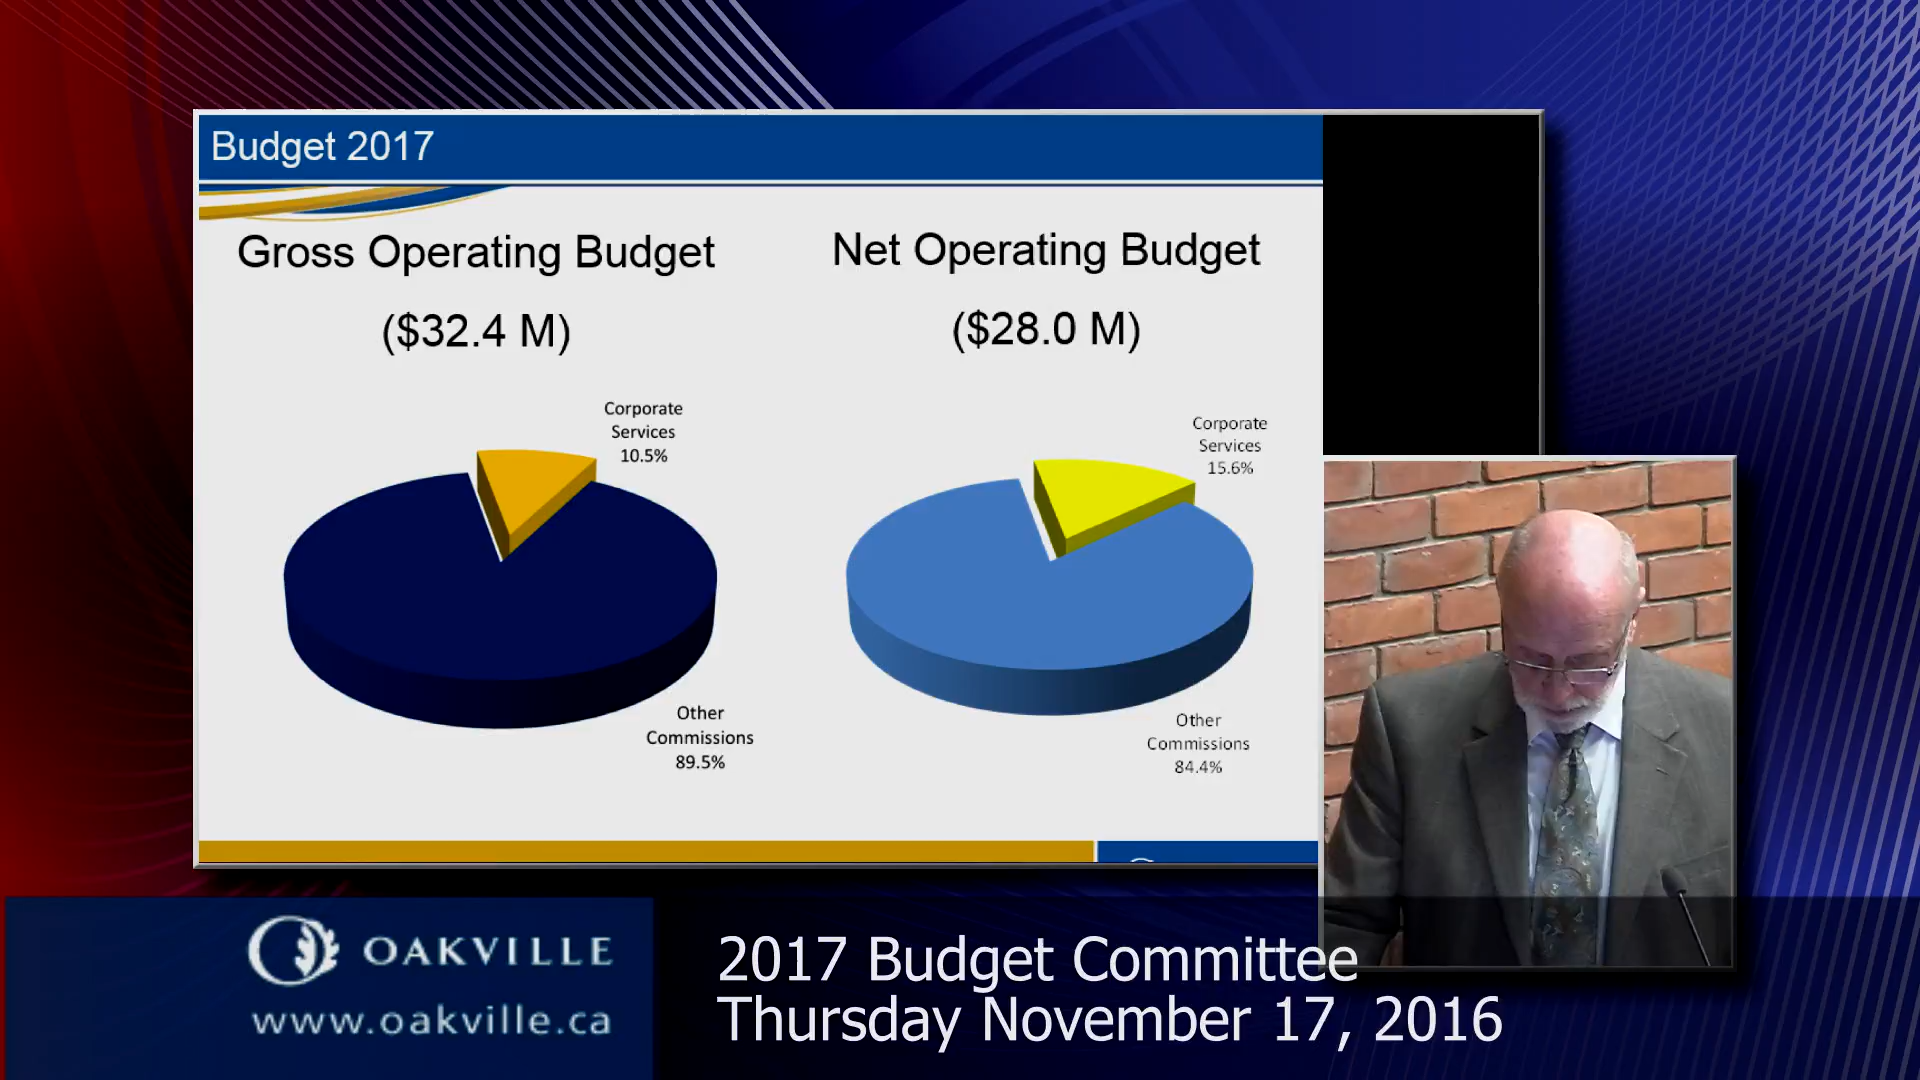 Budget 2017
Gross Operating Budget
($32.4 M)
Net Operating Budget
($28.0 M)
Corporate
Services
10.5%
Other
Commissions
89.5%
Corporate
Services
15.6%
Other
Commissions
84.4%
OAKVILLE
www.oakville.ca
2017 Budget Committee
Thursday November 17, 2016